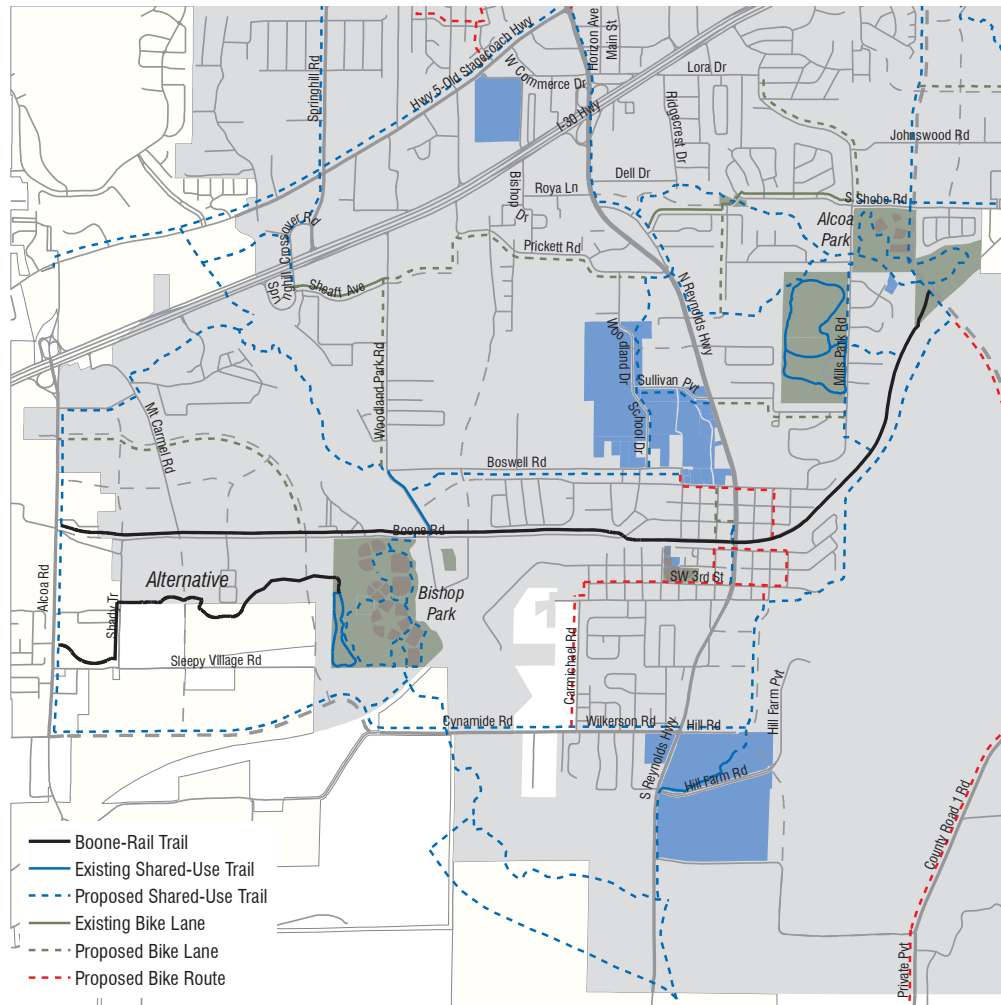 Springhill Rd
Hwy 5-Old Stagecoach Hwy
Horizon Ave
Main St
W Commerce Dr
I-30 Hwy
Lora Dr
Ridgecrest Dr
Johnswood Rd
Bishop
Dr
Roya Ln
Dell Dr
S Shobe Rd
Alcoa
Park
Springhill Crossover Rd
Sheaff Ave
Prickett Rd
N Reynolds Hwy
Woodland Dr
Mills Park Rd
Sullivan Pvt
School Dr
Woodland Park Rd
Mt Carmel Rd
Boswell Rd
Boone Rd
Alternative
Bishop
Park
SW 3rd St
Alcoa Rd
Shady Tr
Sleepy Village Rd
Carmichael Rd
Hill Farm Pvt
Cynamide Rd
Wilkerson Rd
Hill Rd
S Reynolds Hwy
Hill Farm Rd
County Road 1 Rd
Private Pvt
Boone-Rail Trail
Existing Shared-Use Trail
Proposed Shared-Use Trail
Existing Bike Lane
Proposed Bike Lane
Proposed Bike Route